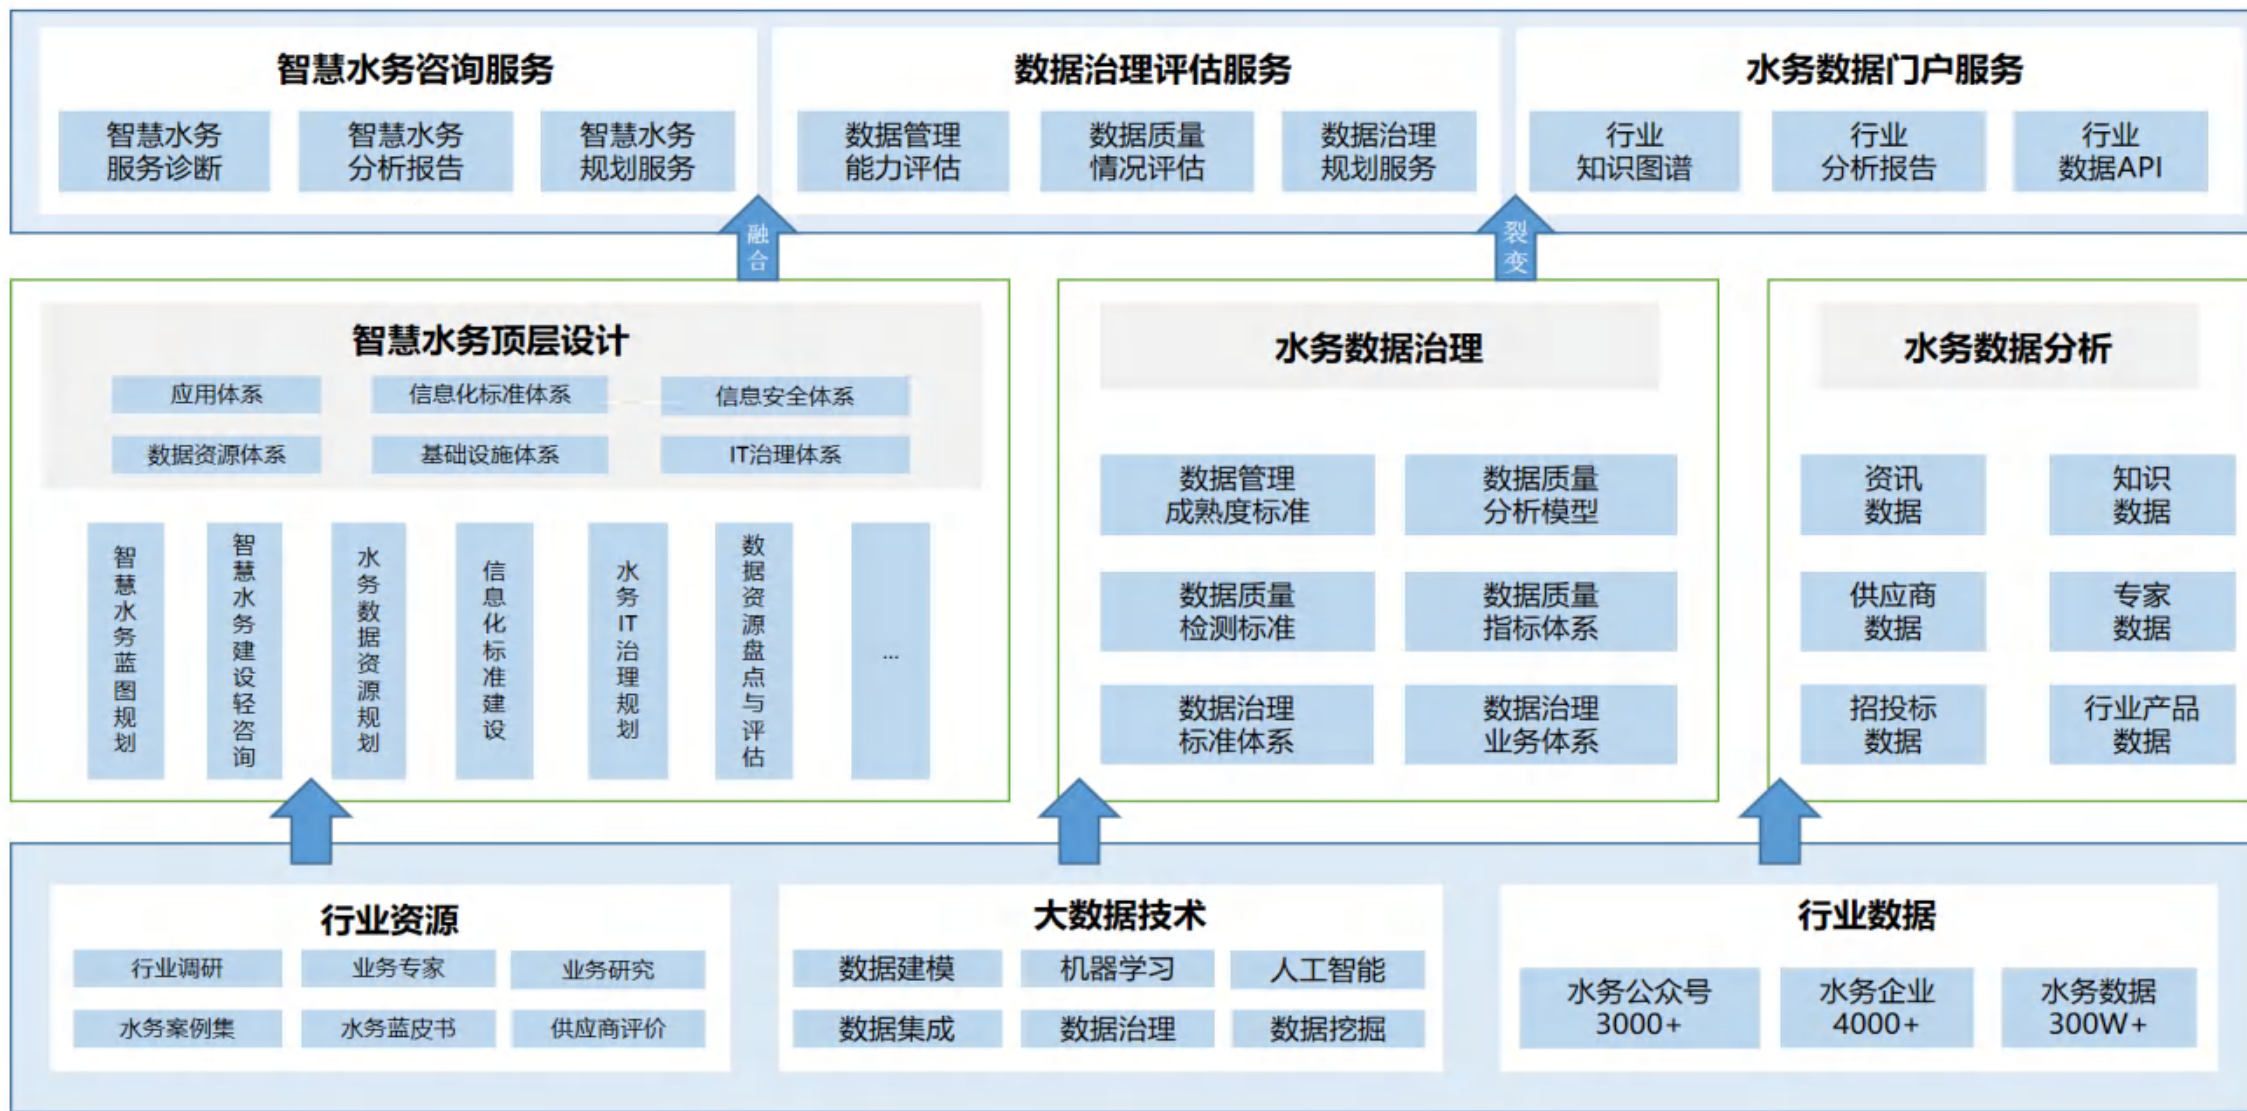 智慧水务咨询服务
智慧水务
服务诊断
智慧水务
分析报告
智慧水务
规划服务
数据治理评估服务
数据管理
能力评估
数据质量
情况评估
数据治理
规划服务
水务数据门户服务
行业
知识图谱
行业
分析报告
行业
数据API
融合
裂变
智慧水务顶层设计
应用体系
信息化标准体系
信息安全体系
数据资源体系
基础设施体系
IT治理体系
智慧水务蓝图规划
智慧水务建设轻咨询
水务数据资源规划
信息化标准建设
水务IT治理规划
数据资源盘点与评估
...
水务数据治理
数据管理
成熟度标准
数据质量
分析模型
数据质量
检测标准
数据质量
指标体系
数据治理
标准体系
数据治理
业务体系
水务数据分析
资讯
数据
知识
数据
供应商
数据
专家
数据
招投标
数据
行业产品
数据
行业资源
行业调研
业务专家
业务研究
水务案例集
水务蓝皮书
供应商评价
大数据技术
数据建模
机器学习
人工智能
数据集成
数据治理
数据挖掘
行业数据
水务公众号
3000+
水务企业
4000+
水务数据
300W+